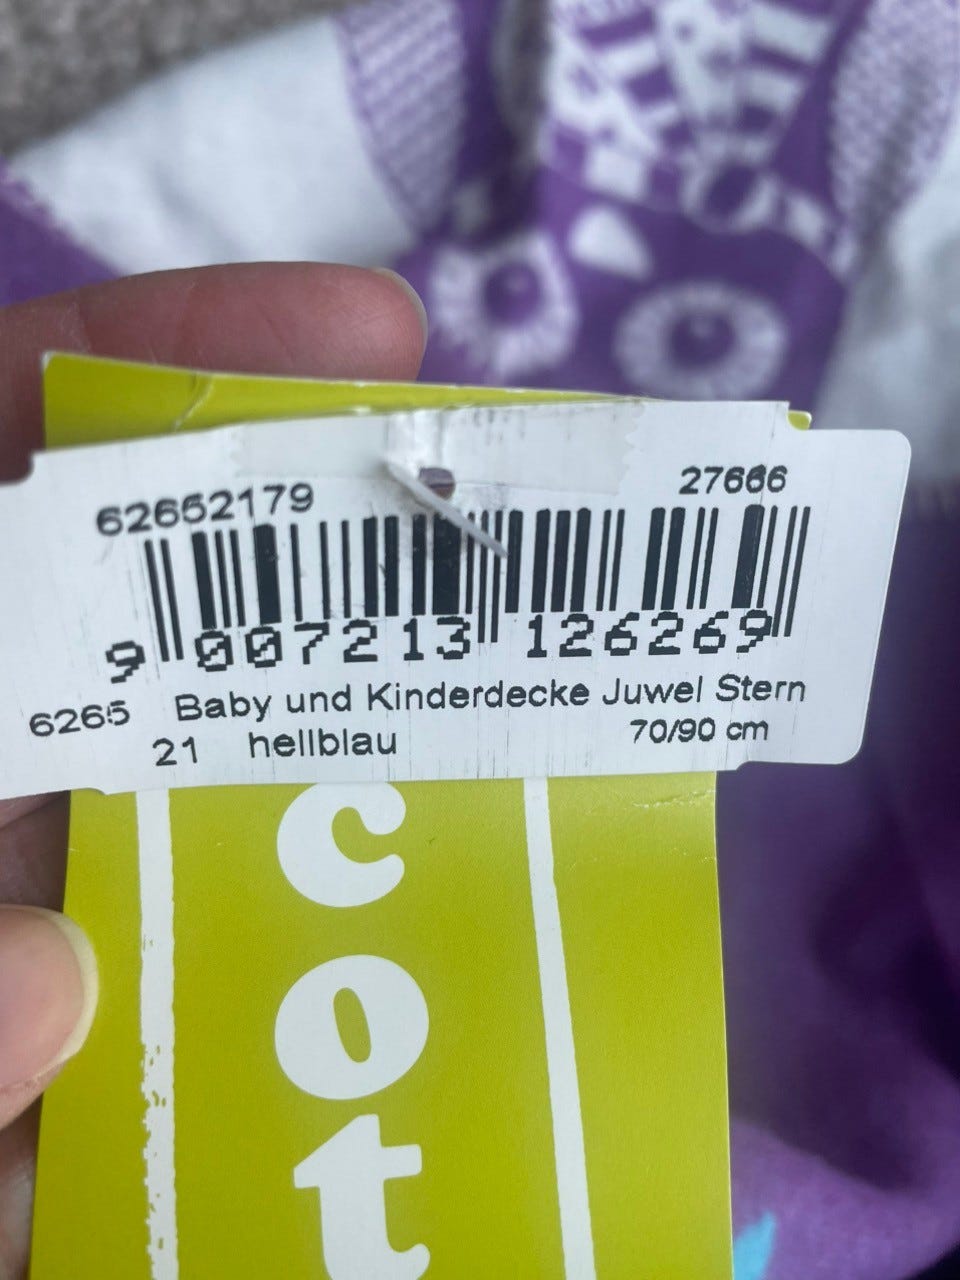 62652179 27666
9 007213 126269
6265 Baby und Kinderdecke Juwel Stern
21 hellblau 70/90 cm
cot